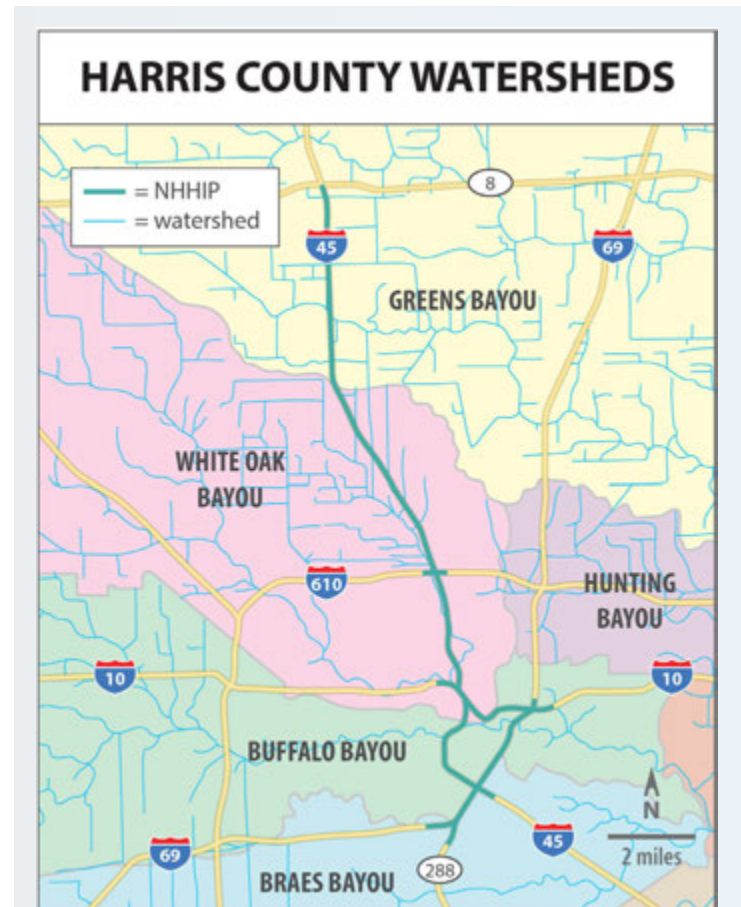 HARRIS COUNTY WATERSHEDS
= NHHIP
= watershed
8
45
69
GREENS BAYOU
WHITE OAK
BAYOU
610
HUNTING
BAYOU
10
10
BUFFALO BAYOU
N
2 miles
69
45
288
BRAES BAYOU